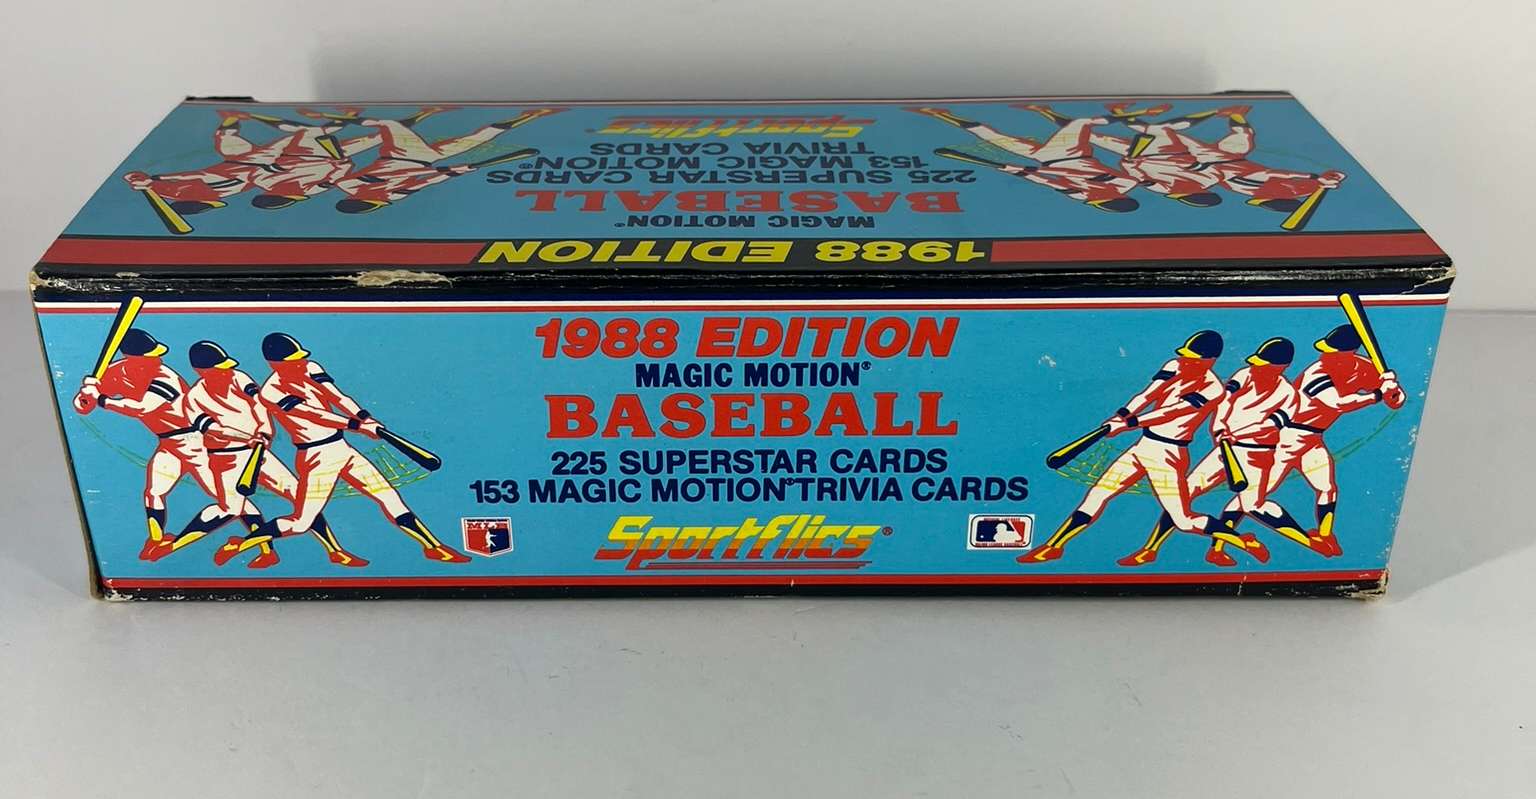 Sportflics
153 MAGIC MOTION®
TRIVIA CARDS
225 SUPERSTAR CARDS
BASEBALL
MAGIC MOTION®
1988 EDITION
1988 EDITION
MAGIC MOTION®
BASEBALL
225 SUPERSTAR CARDS
153 MAGIC MOTION® TRIVIA CARDS
Sportflics®